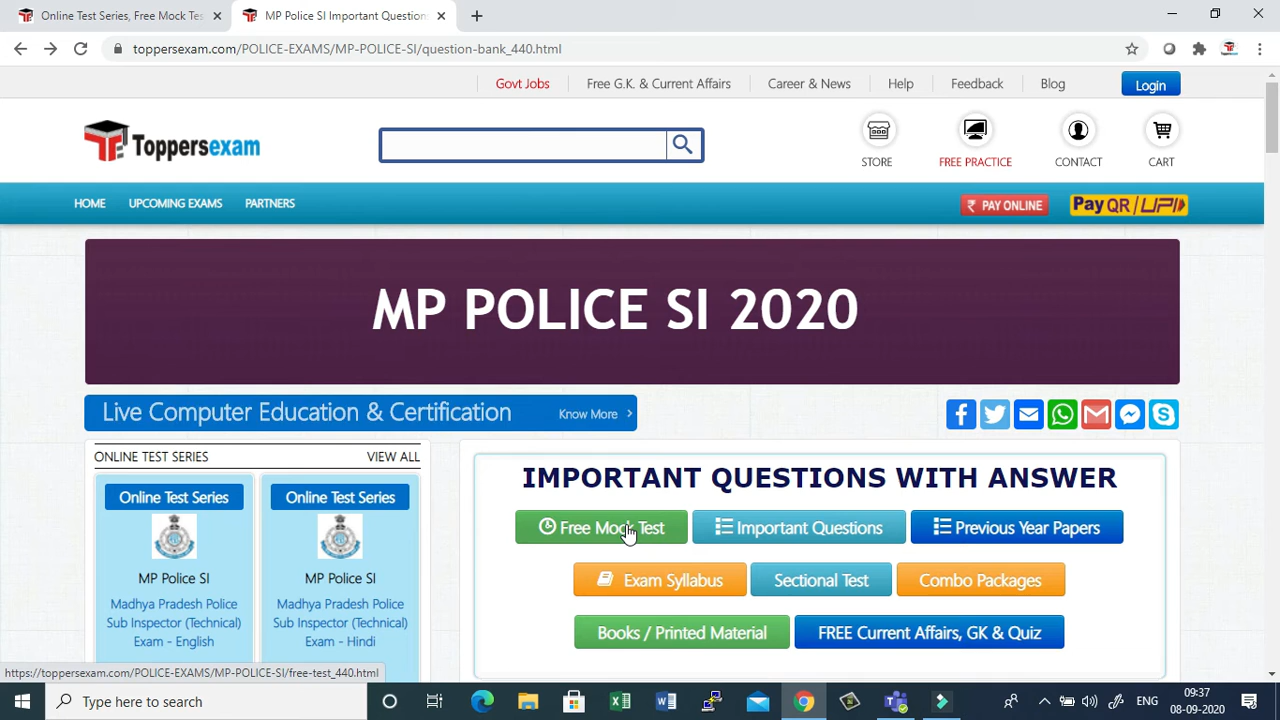 Online Test Series, Free Mock Tes
MP Police SI Important Question
toppersexam.com/POLICE-EXAMS/MP-POLICE-SI/question-bank_440.html
Govt Jobs
Free G.K. & Current Affairs
Career & News
Help
Feedback
Blog
Login
Toppersexam
STORE
FREE PRACTICE
CONTACT
CART
HOME
UPCOMING EXAMS
PARTNERS
₹ PAY ONLINE
Pay QR/UPI
MP POLICE SI 2020
Live Computer Education & Certification
Know More
ONLINE TEST SERIES
VIEW ALL
Online Test Series
MP Police SI
Madhya Pradesh Police
Sub Inspector (Technical)
Exam - English
Online Test Series
MP Police SI
Madhya Pradesh Police
Sub Inspector (Technical)
Exam - Hindi
IMPORTANT QUESTIONS WITH ANSWER
Free Mock Test
Important Questions
Previous Year Papers
Exam Syllabus
Sectional Test
Combo Packages
Books / Printed Material
FREE Current Affairs, GK & Quiz
https://toppersexam.com/POLICE-EXAMS/MP-POLICE-SI/free-test_440.html
Type here to search
ENG
09:37
08-09-2020